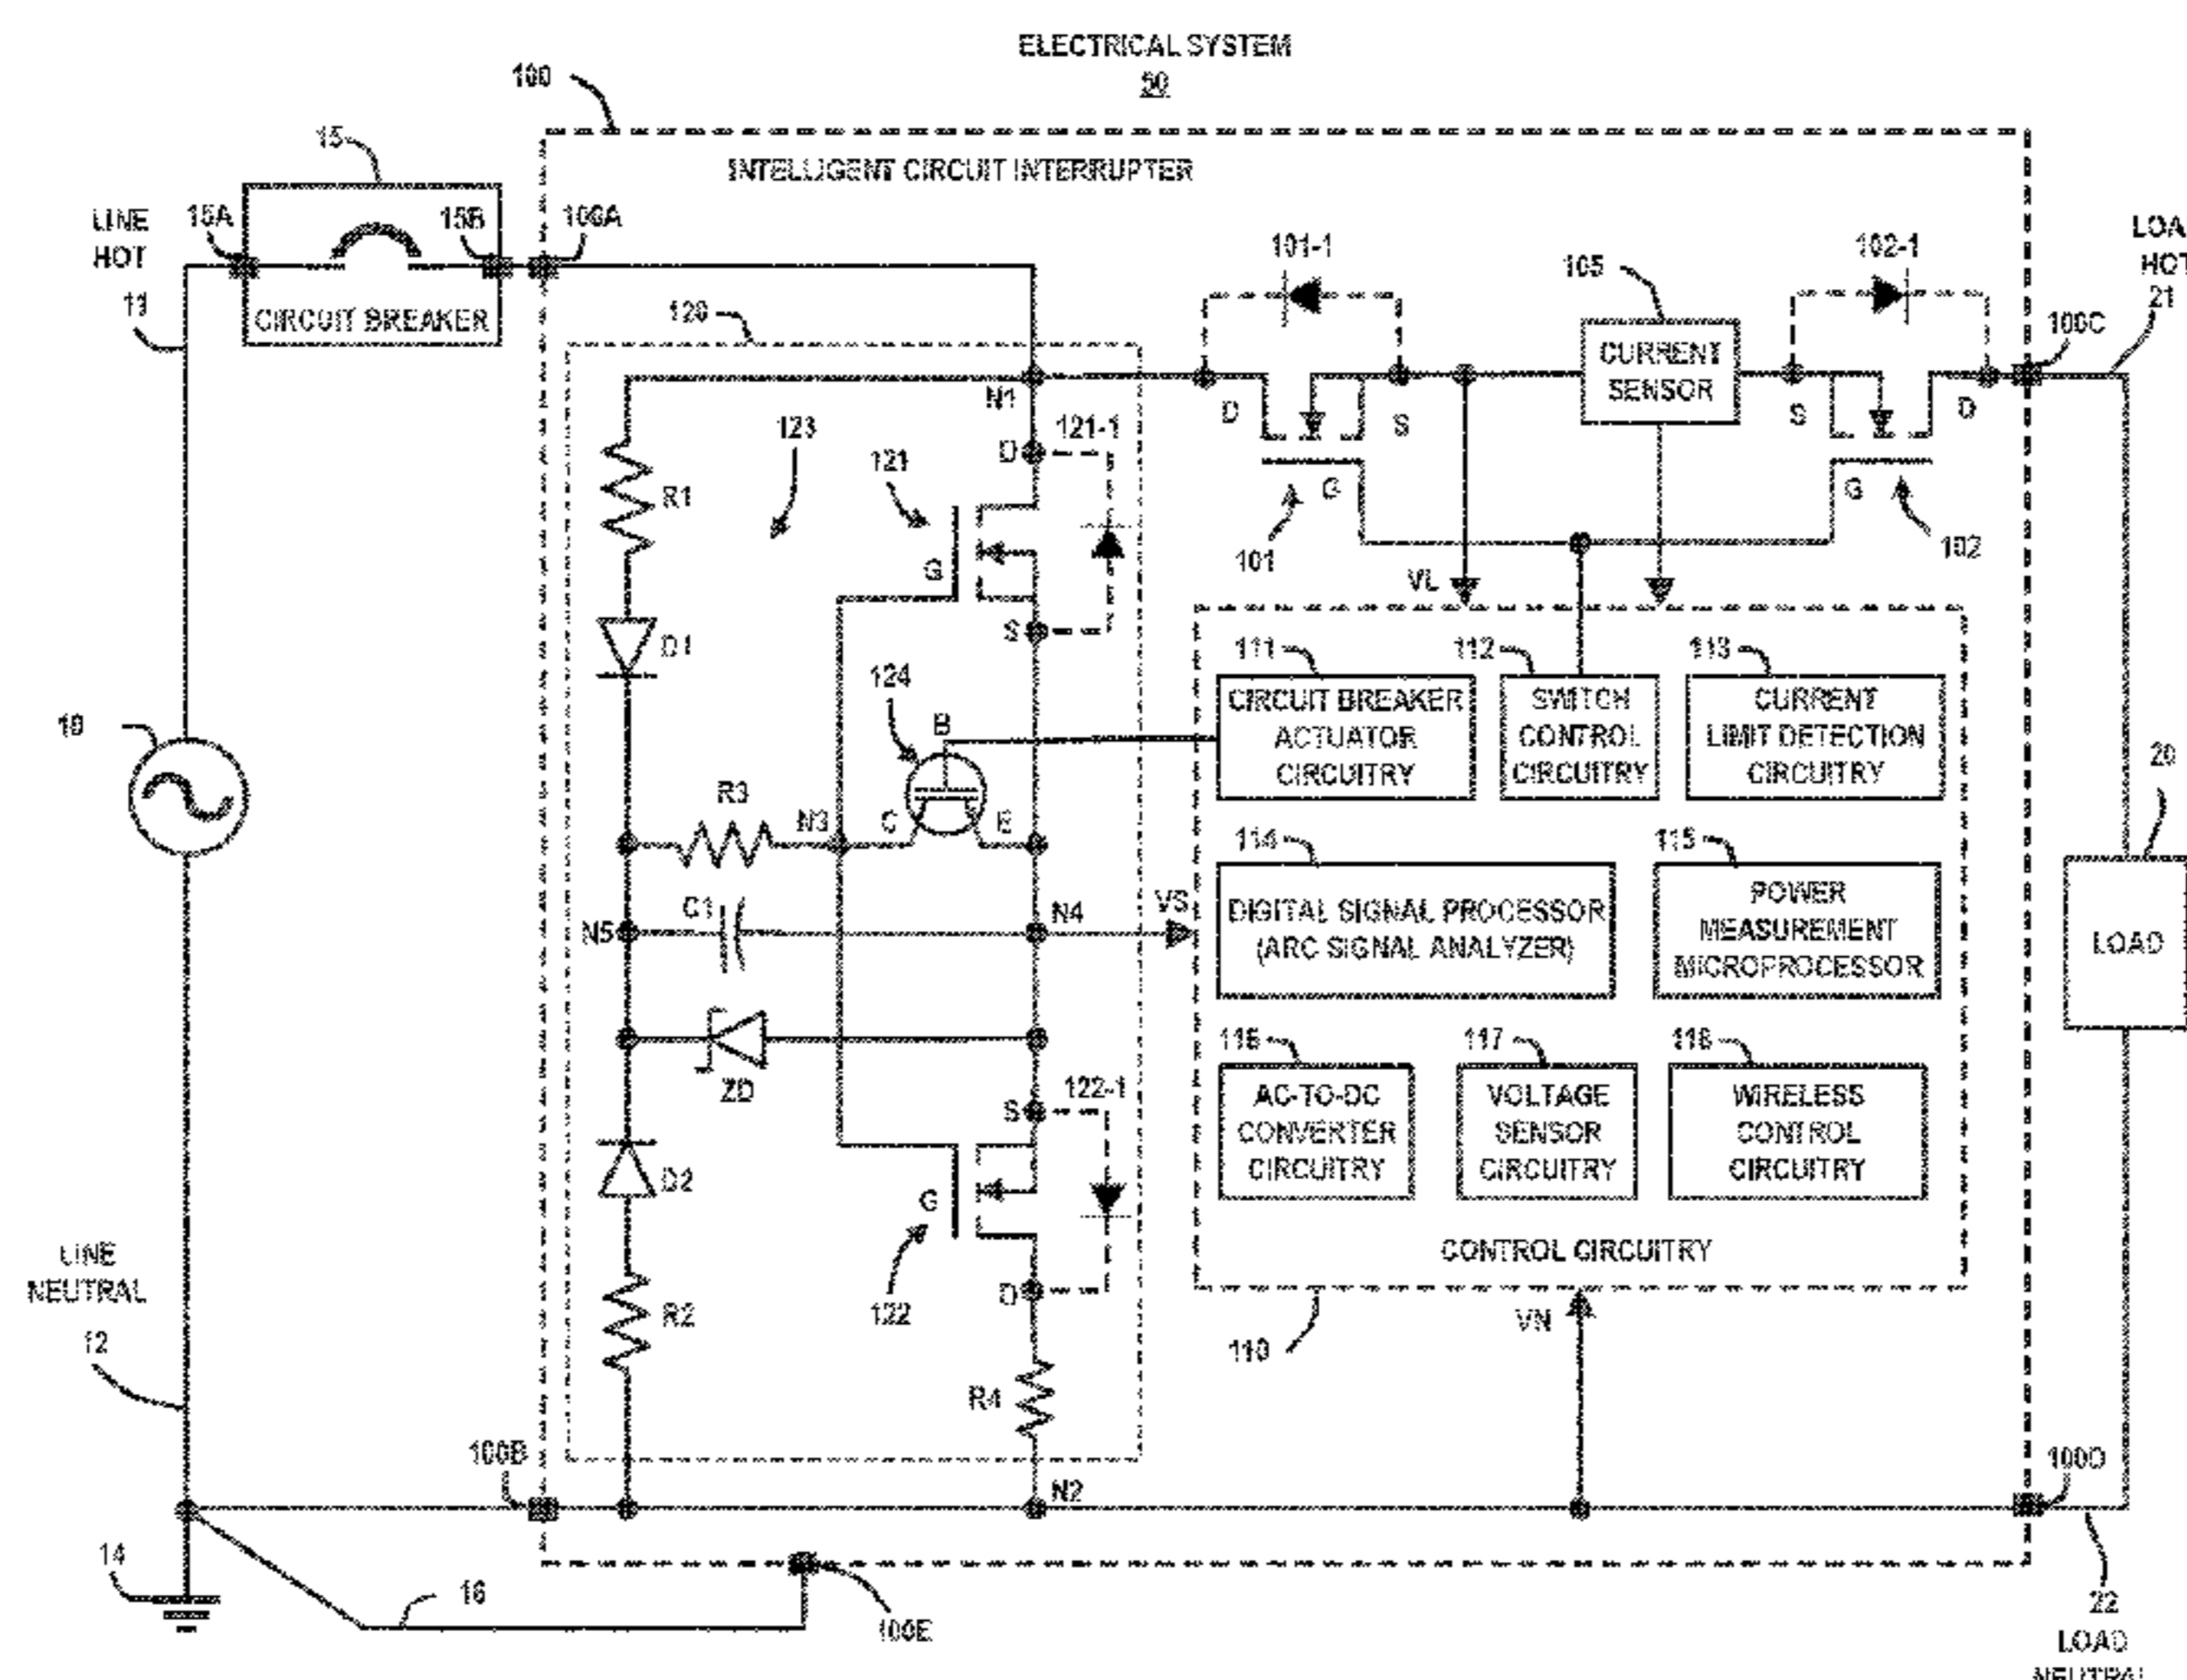 ELECTRICAL SYSTEM
50
100
INTELLIGENT CIRCUIT INTERRUPTER
15
LINE
HOT
11
15A
15B
100A
CIRCUIT BREAKER
120
101-1
105
102-1
LOA
HOT
21
100C
CURRENT
SENSOR
N1
D
S
S
D
G
G
101
102
123
121
121-1
D
G
S
R1
D1
VL
124
B
C
E
R3
N3
111
CIRCUIT BREAKER
ACTUATOR
CIRCUITRY
112
SWITCH
CONTROL
CIRCUITRY
113
CURRENT
LIMIT DETECTION
CIRCUITRY
10
20
LOAD
N5
C1
N4
VS
114
DIGITAL SIGNAL PROCESSOR
(ARC SIGNAL ANALYZER)
115
POWER
MEASUREMENT
MICROPROCESSOR
ZD
S
122-1
116
AC-TO-DC
CONVERTER
CIRCUITRY
117
VOLTAGE
SENSOR
CIRCUITRY
118
WIRELESS
CONTROL
CIRCUITRY
D2
G
122
D
CONTROL CIRCUITRY
LINE
NEUTRAL
12
R2
R4
110
VN
100B
N2
100D
14
16
100E
22
LOAD
NEUTRAL